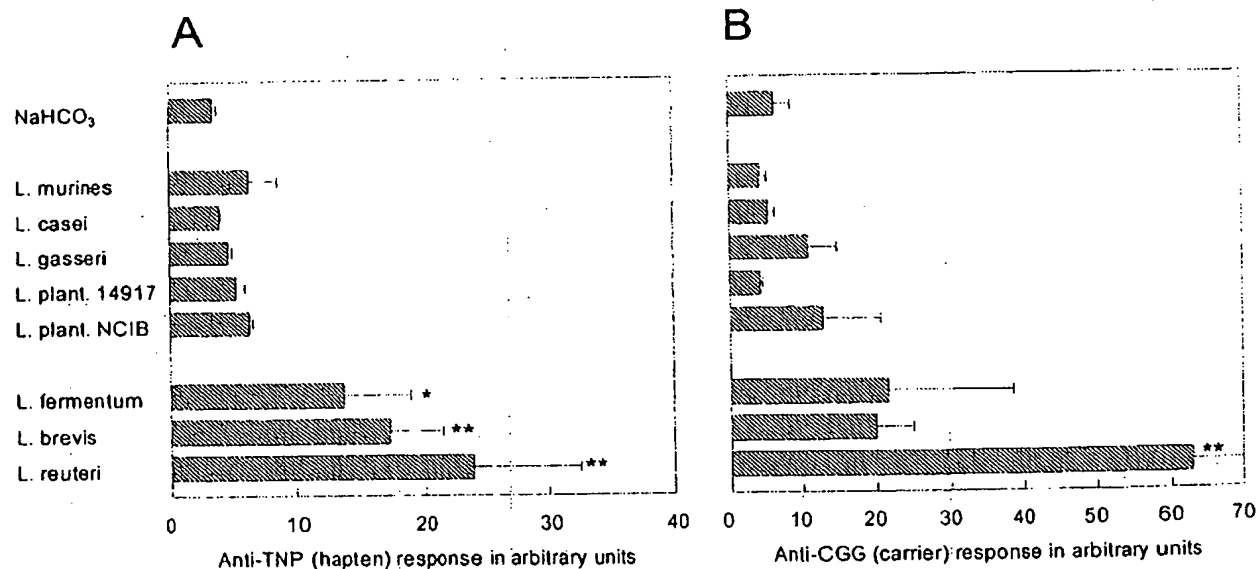 A
B
NaHCO3
L. murines
L. casei
L. gasseri
L. plant. 14917
L. plant. NCIB
L. fermentum
L. brevis
L. reuteri
*
**
**
**
0 10 20 30 40
0 10 20 30 40 50 60 70
Anti-TNP (hapten) response in arbitrary units
Anti-CGG (carrier) response in arbitrary units